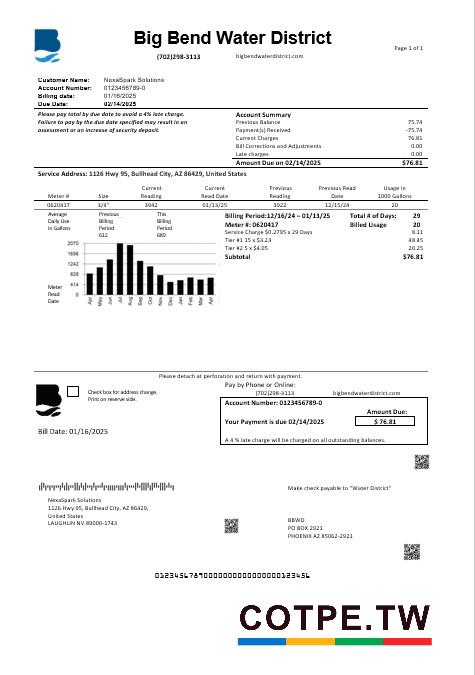 Big Bend Water District
(702)298-3113 bigbendwaterdistrict.com
Page 1 of 1
Customer Name: NexaSpark Solutions
Account Number: 0123456789-0
Billing date: 01/16/2025
Due Date: 02/14/2025
Please pay total by due date to avoid a 4% late charge.
Failure to pay by the due date specified may result in an
assessment or an increase of security deposit.
Account Summary
Previous Balance 75.74
Payment(s) Received -75.74
Current Charges 76.81
Bill Corrections and Adjustments 0.00
Late charges 0.00
Amount Due on 02/14/2025 $76.81
Service Address: 1126 Hwy 95, Bullhead City, AZ 86429, United States
Current Current Previous Previous Read Usage in
Meter # Size Reading Read Date Reading Date 1000 Gallons
0620417 3/4" 3942 01/13/25 3922 12/15/24 20
Average Previous This
Daily Use Billing Billing
in Gallons Period Period
612 689
2070
1656
1242
828
414
0
Meter
Read
Date
Apr May Jun Jul Aug Sep Oct Nov Dec Jan Feb Mar Apr
Billing Period:12/16/24 – 01/13/25 Total # of Days: 29
Meter #: 0620417 Billed Usage 20
Service Charge $0.2795 x 29 Days 8.11
Tier #1 15 x $3.23 48.45
Tier #2 5 x $4.05 20.25
Subtotal $76.81
Please detach at perforation and return with payment.
Check box for address change.
Print on reserve side.
Pay by Phone or Online:
(702)298-3113 bigbendwaterdistrict.com
Account Number: 0123456789-0
Amount Due:
Your Payment is due 02/14/2025 $ 76.81
A 4 % late charge will be charged on all outstanding balances.
Bill Date: 01/16/2025
Make check payable to "Water District"
NexaSpark Solutions
1126 Hwy 95, Bullhead City, AZ 86429,
United States
LAUGHLIN NV 89000-1743
BBWD
PO BOX 2921
PHOENIX AZ 85062-2921
COTPE.TW